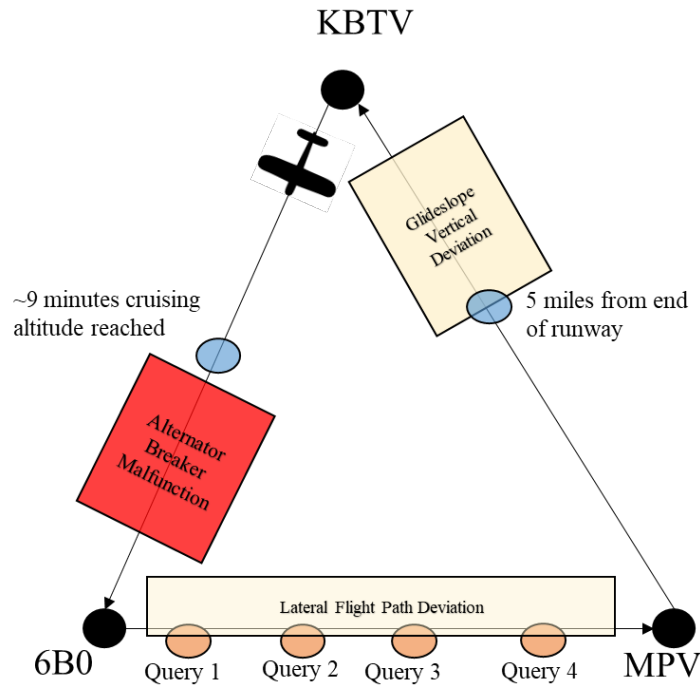 KBTV
Glideslope
Vertical
Deviation
~9 minutes cruising
altitude reached
5 miles from end
of runway
Alternator
Breaker
Malfunction
Lateral Flight Path Deviation
6B0
Query 1
Query 2
Query 3
Query 4
MPV